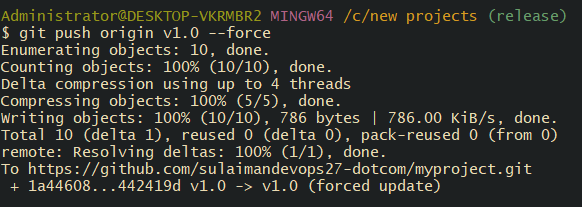 Administrator@DESKTOP-VKRMBR2 MINGW64 /c/new projects (release)
$ git push origin v1.0 --force
Enumerating objects: 10, done.
Counting objects: 100% (10/10), done.
Delta compression using up to 4 threads
Compressing objects: 100% (5/5), done.
Writing objects: 100% (10/10), 786 bytes | 786.00 KiB/s, done.
Total 10 (delta 1), reused 0 (delta 0), pack-reused 0 (from 0)
remote: Resolving deltas: 100% (1/1), done.
To https://github.com/sulaimandevops27-dotcom/myproject.git
 + 1a44608...442419d v1.0 -> v1.0 (forced update)